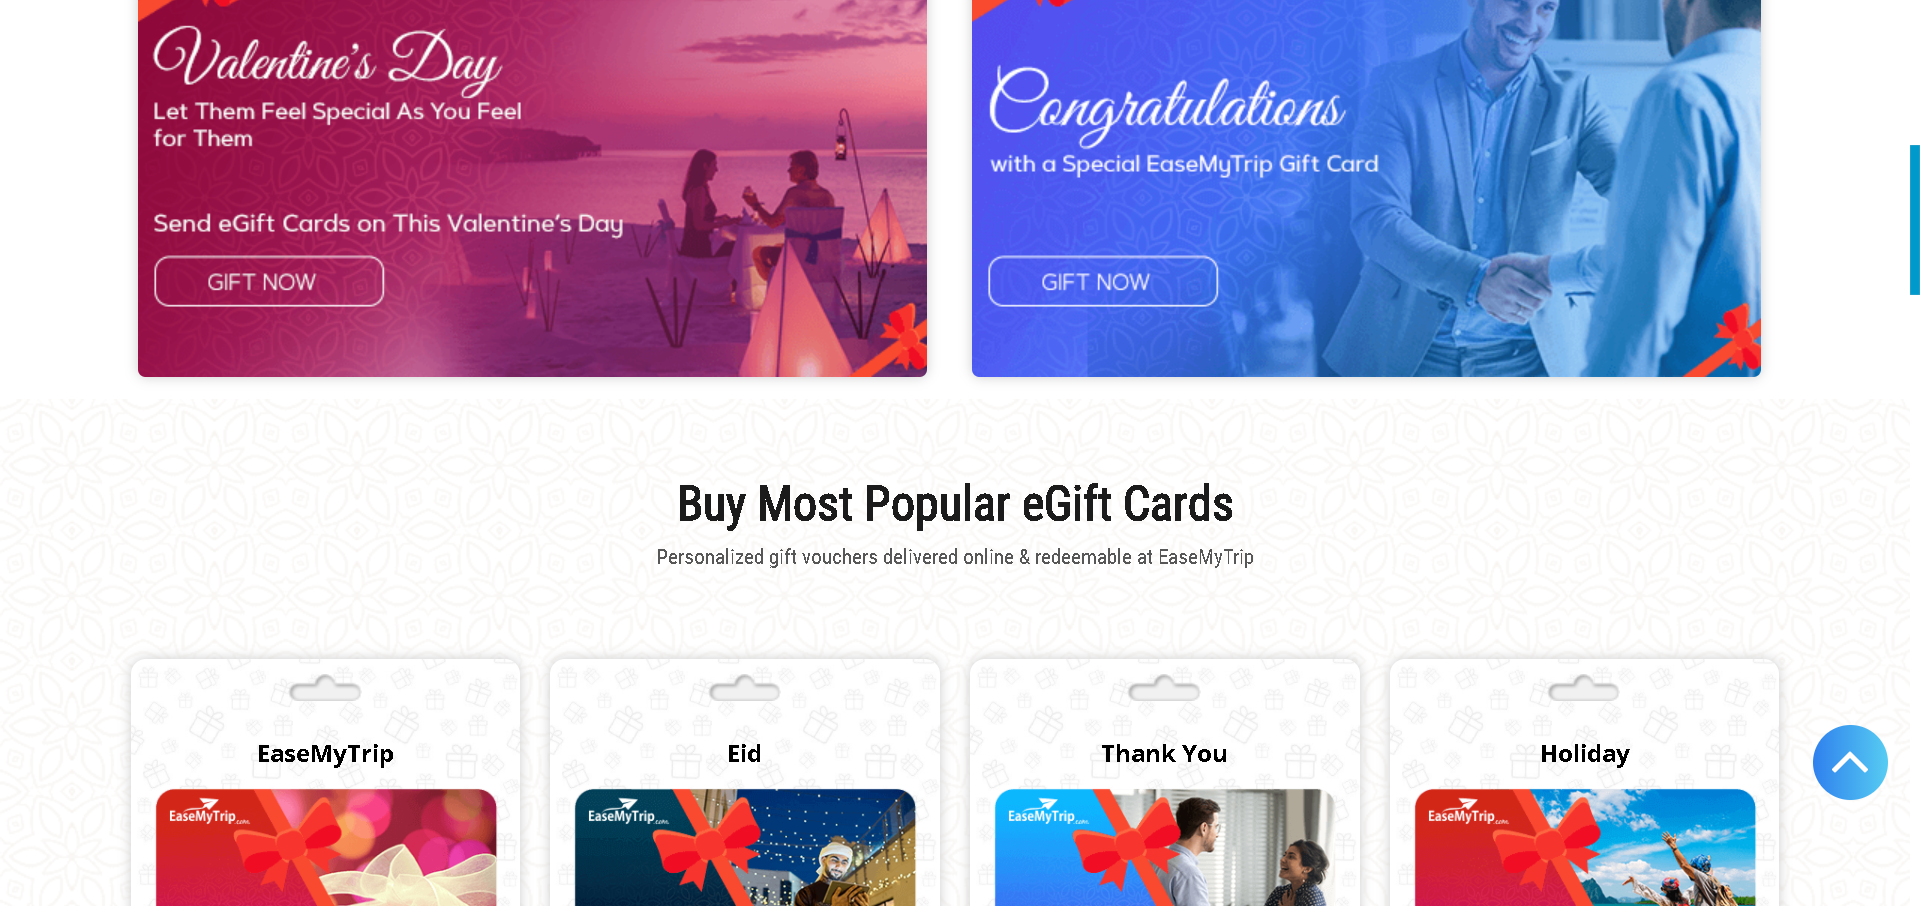 Valentine's Day
Let Them Feel Special As You Feel
for Them
Send eGift Cards on This Valentine's Day
GIFT NOW
Congratulations
with a Special EaseMyTrip Gift Card
GIFT NOW
Buy Most Popular eGift Cards
Personalized gift vouchers delivered online & redeemable at EaseMyTrip
EaseMyTrip
Eid
Thank You
Holiday
EaseMyTrip.com
EaseMyTrip.com
EaseMyTrip.com
EaseMyTrip.com